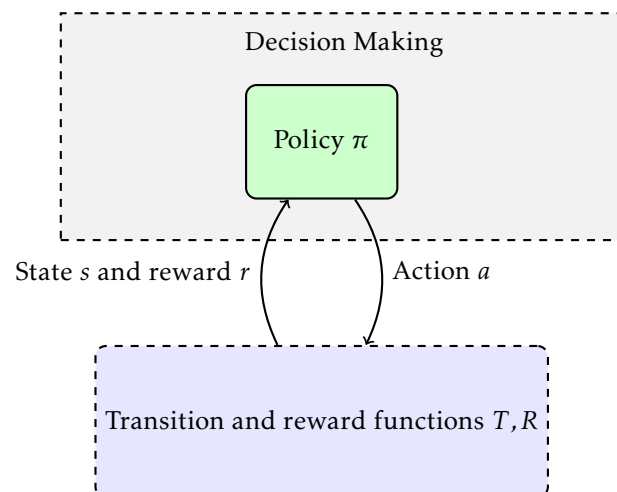 Decision Making
Policy π
State s and reward r
Action a
Transition and reward functions T, R